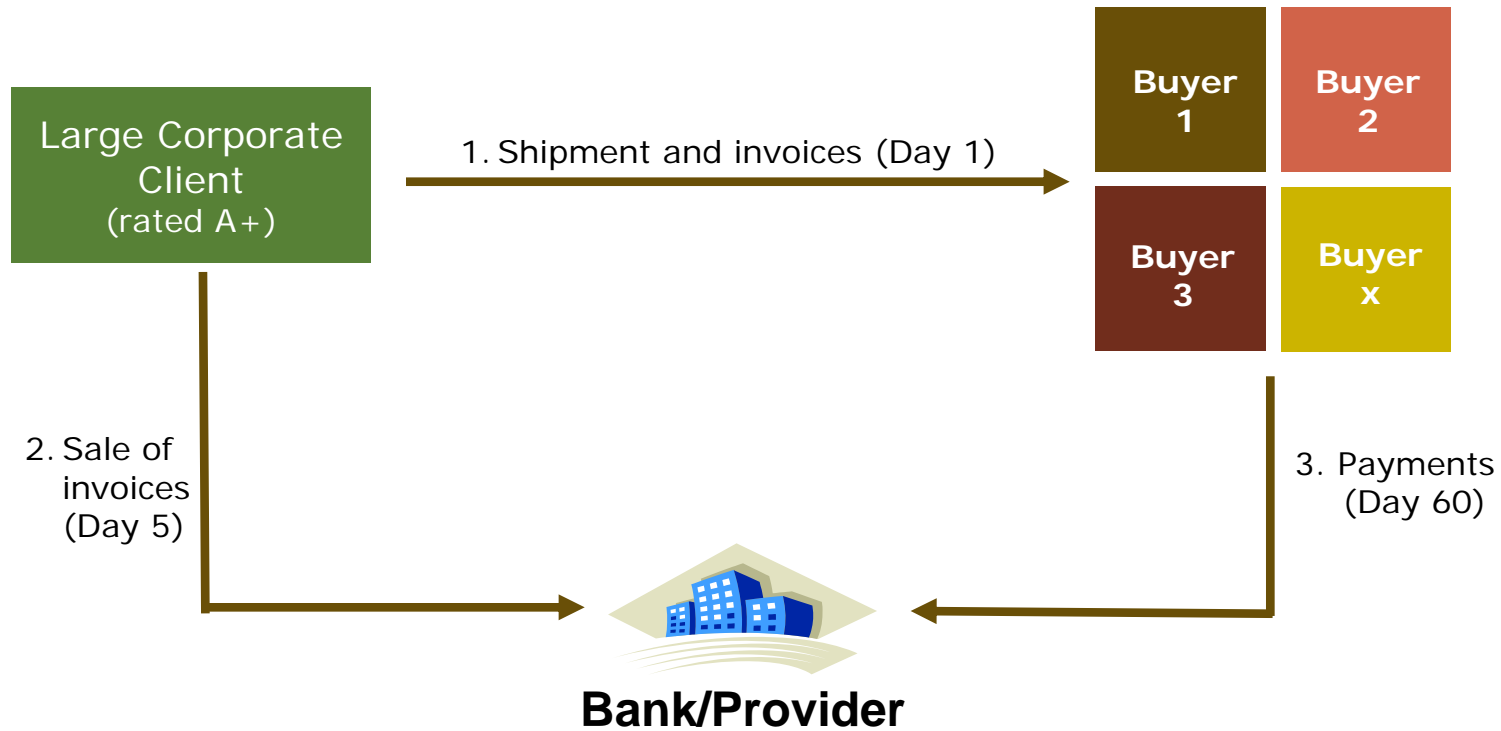 Large Corporate
Client
(rated A+)
1. Shipment and invoices (Day 1)
Buyer
1
Buyer
2
Buyer
3
Buyer
x
2. Sale of
invoices
(Day 5)
3. Payments
(Day 60)
Bank/Provider